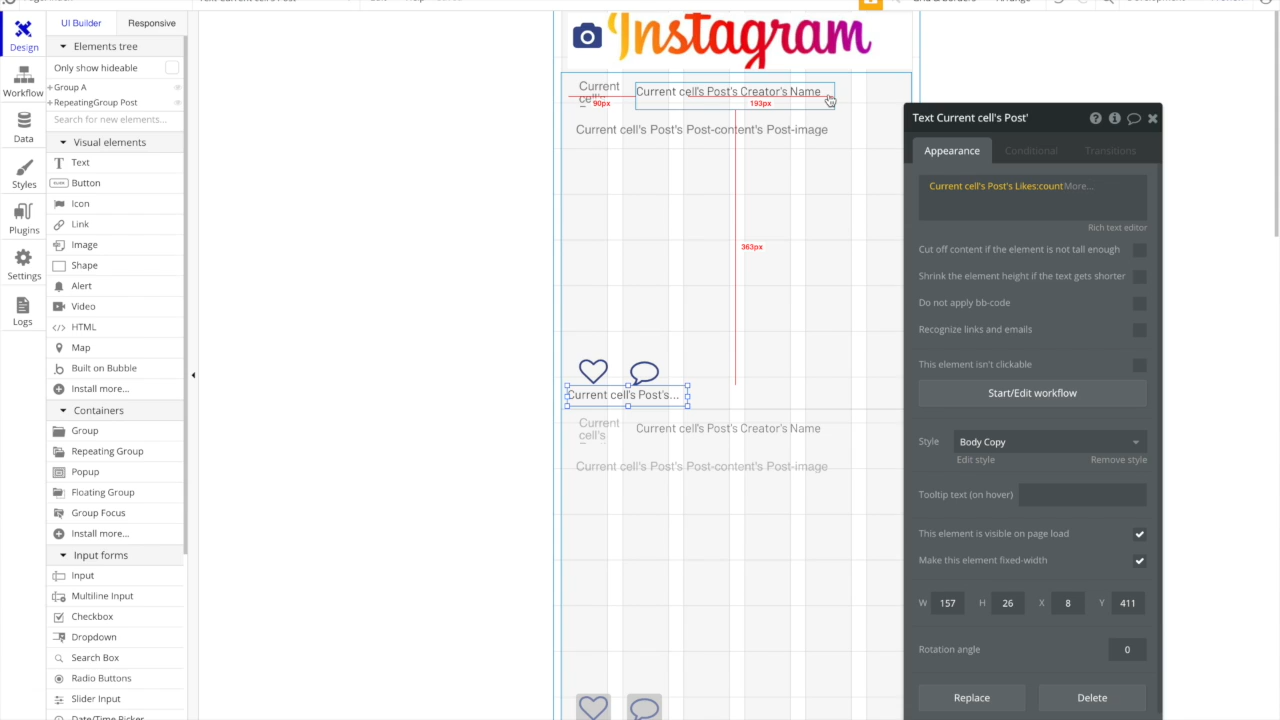 Design
Workflow
Data
Styles
Plugins
Settings
Logs
UI Builder
Responsive
Elements tree
Only show hideable
Group A
RepeatingGroup Post
Search for new elements...
Visual elements
Text
Button
Icon
Link
Image
Shape
Alert
Video
HTML
Map
Built on Bubble
Install more...
Containers
Group
Repeating Group
Popup
Floating Group
Group Focus
Install more...
Input forms
Input
Multiline Input
Checkbox
Dropdown
Search Box
Radio Buttons
Slider Input
Date/Time Picker
Instagram
Current
cell's
Current cell's Post's Creator's Name
90px
193px
Current cell's Post's Post-content's Post-image
363px
Current cell's Post's...
Current
cell's
Current cell's Post's Creator's Name
Current cell's Post's Post-content's Post-image
Text Current cell's Post'
Appearance
Conditional
Transitions
Current cell's Post's Likes:count More...
Rich text editor
Cut off content if the element is not tall enough
Shrink the element height if the text gets shorter
Do not apply bb-code
Recognize links and emails
This element isn't clickable
Start/Edit workflow
Style
Body Copy
Edit style
Remove style
Tooltip text (on hover)
This element is visible on page load
Make this element fixed-width
W 157 H 26 X 8 Y 411
Rotation angle
0
Replace
Delete